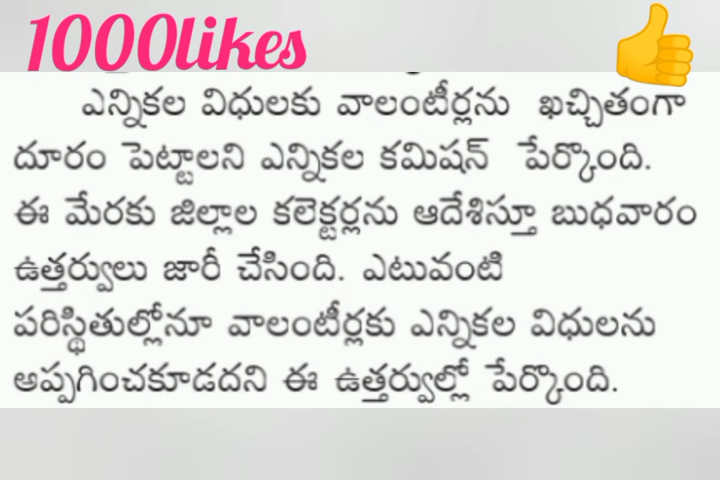 1000likes
ఎన్నికల విధులకు వాలంటీర్లను ఖచ్చితంగా
దూరం పెట్టాలని ఎన్నికల కమిషన్ పేర్కొంది.
ఈ మేరకు జిల్లాల కలెక్టర్లను ఆదేశిస్తూ బుధవారం
ఉత్తర్వులు జారీ చేసింది. ఎటువంటి
పరిస్థితుల్లోనూ వాలంటీర్లకు ఎన్నికల విధులను
అప్పగించకూడదని ఈ ఉత్తర్వుల్లో పేర్కొంది.